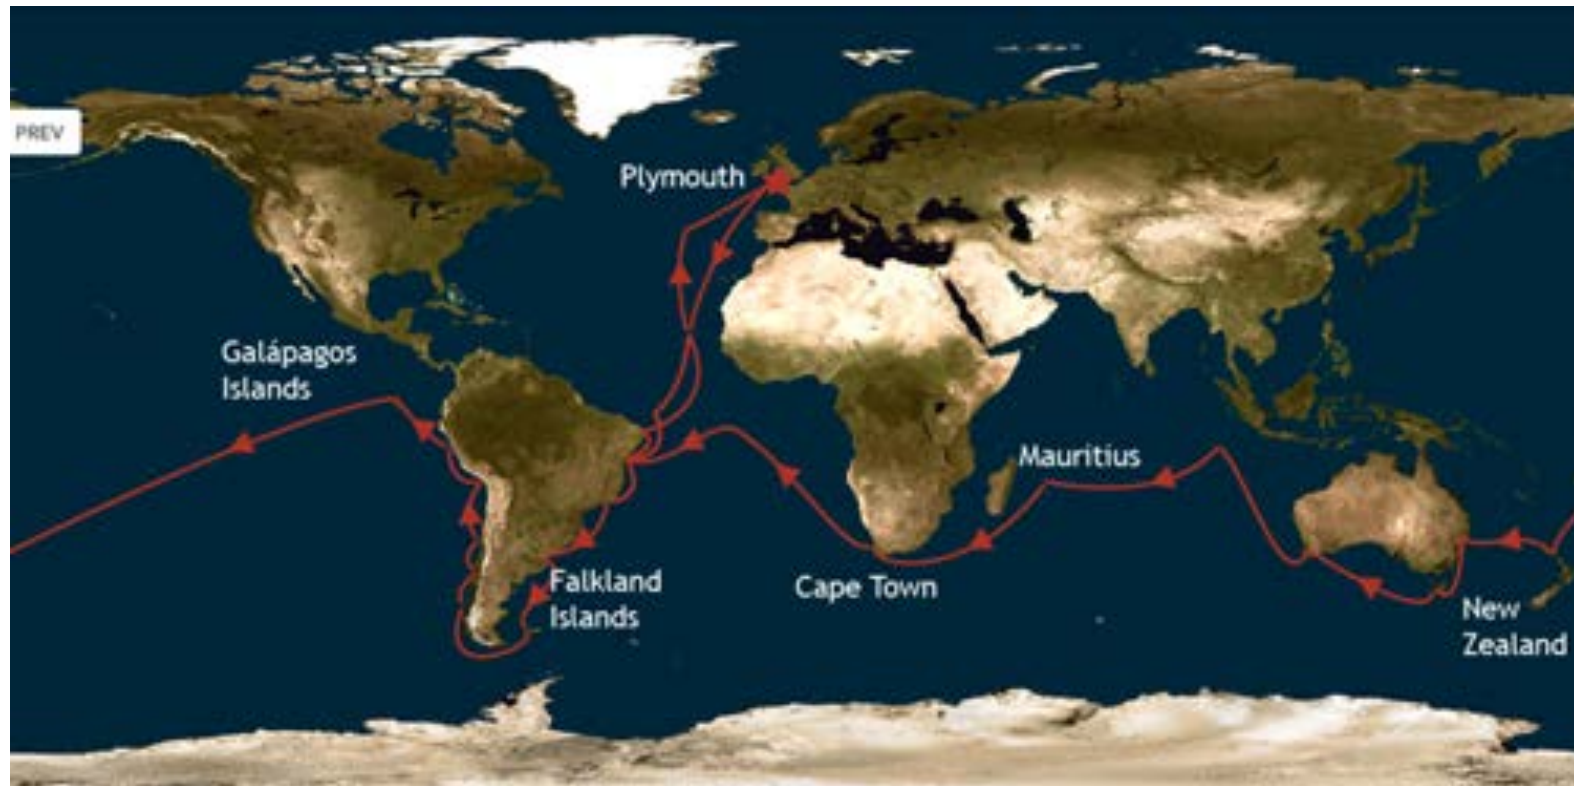 PREV
Plymouth
Galápagos
Islands
Mauritius
Falkland
Islands
Cape Town
New
Zealand